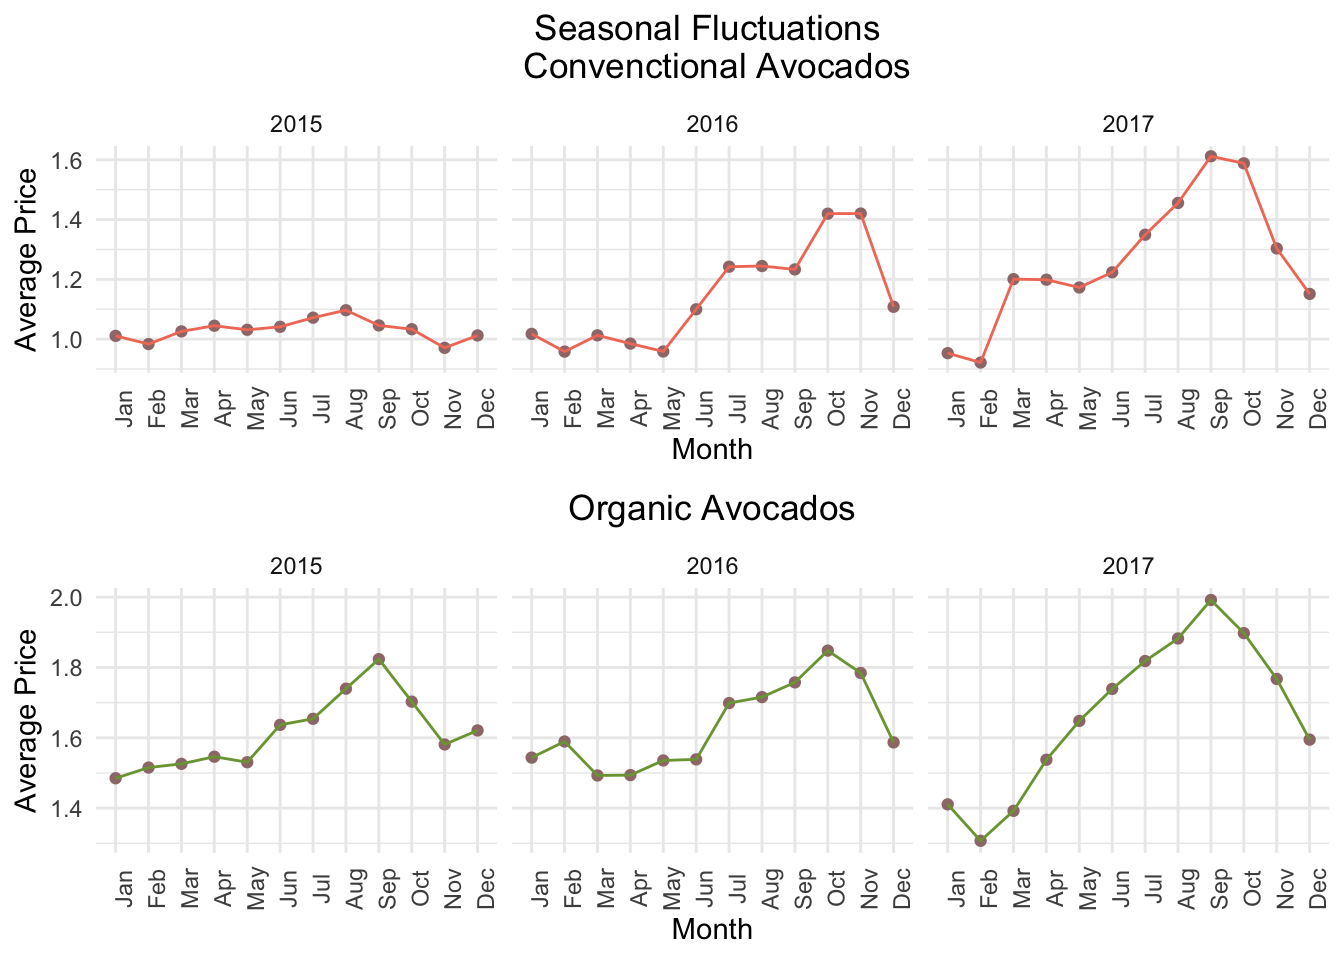 Seasonal Fluctuations
Convenctional Avocados
2015 2016 2017
Average Price
1.6
1.4
1.2
1.0
Jan Feb Mar Apr May Jun Jul Aug Sep Oct Nov Dec Jan Feb Mar Apr May Jun Jul Aug Sep Oct Nov Dec Jan Feb Mar Apr May Jun Jul Aug Sep Oct Nov Dec
Month
Organic Avocados
2015 2016 2017
Average Price
2.0
1.8
1.6
1.4
Jan Feb Mar Apr May Jun Jul Aug Sep Oct Nov Dec Jan Feb Mar Apr May Jun Jul Aug Sep Oct Nov Dec Jan Feb Mar Apr May Jun Jul Aug Sep Oct Nov Dec
Month